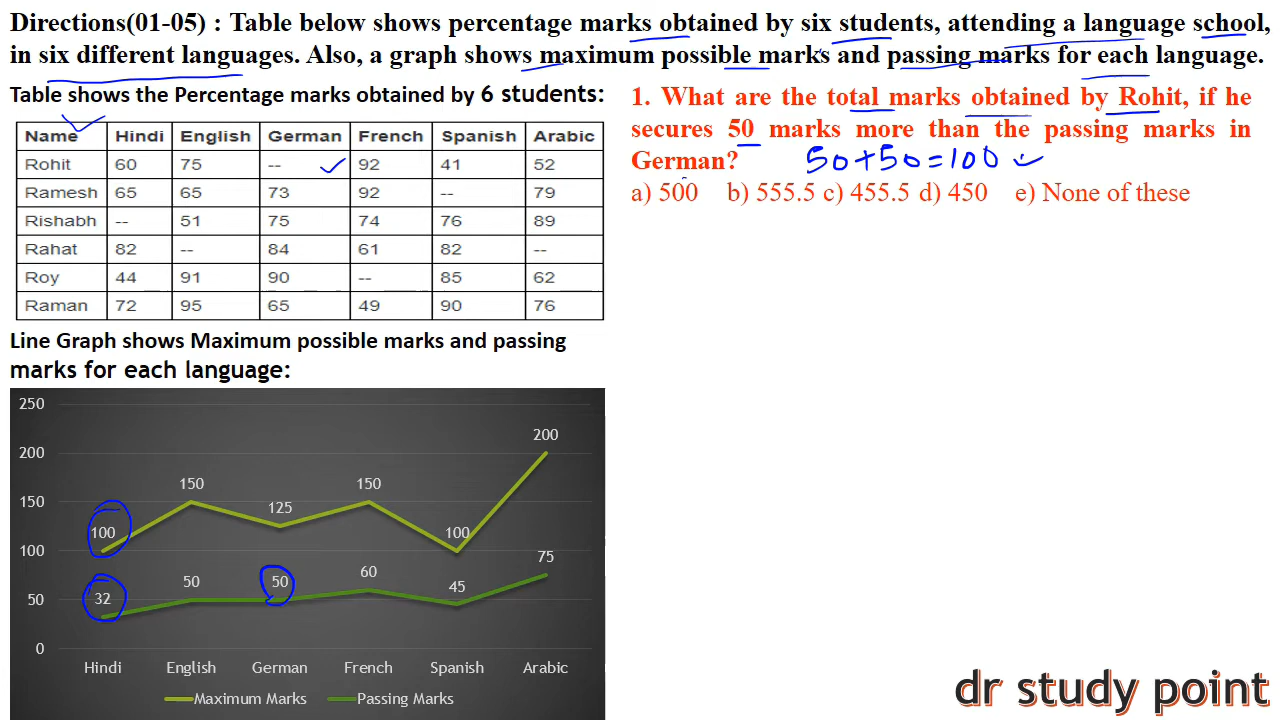 Directions(01-05) : Table below shows percentage marks obtained by six students, attending a language school,
in six different languages. Also, a graph shows maximum possible marks and passing marks for each language.
Table shows the Percentage marks obtained by 6 students:
Name Hindi English German French Spanish Arabic
Rohit 60 75 -- 92 41 52
Ramesh 65 65 73 92 -- 79
Rishabh -- 51 75 74 76 89
Rahat 82 -- 84 61 82 --
Roy 44 91 90 -- 85 62
Raman 72 95 65 49 90 76
Line Graph shows Maximum possible marks and passing
marks for each language:
250
200
150
100
50
0
100 150 125 150 100 200
32 50 50 60 45 75
Hindi English German French Spanish Arabic
Maximum Marks Passing Marks
1. What are the total marks obtained by Rohit, if he
secures 50 marks more than the passing marks in
German? 50+50=100
a) 500 b) 555.5 c) 455.5 d) 450 e) None of these
dr study point